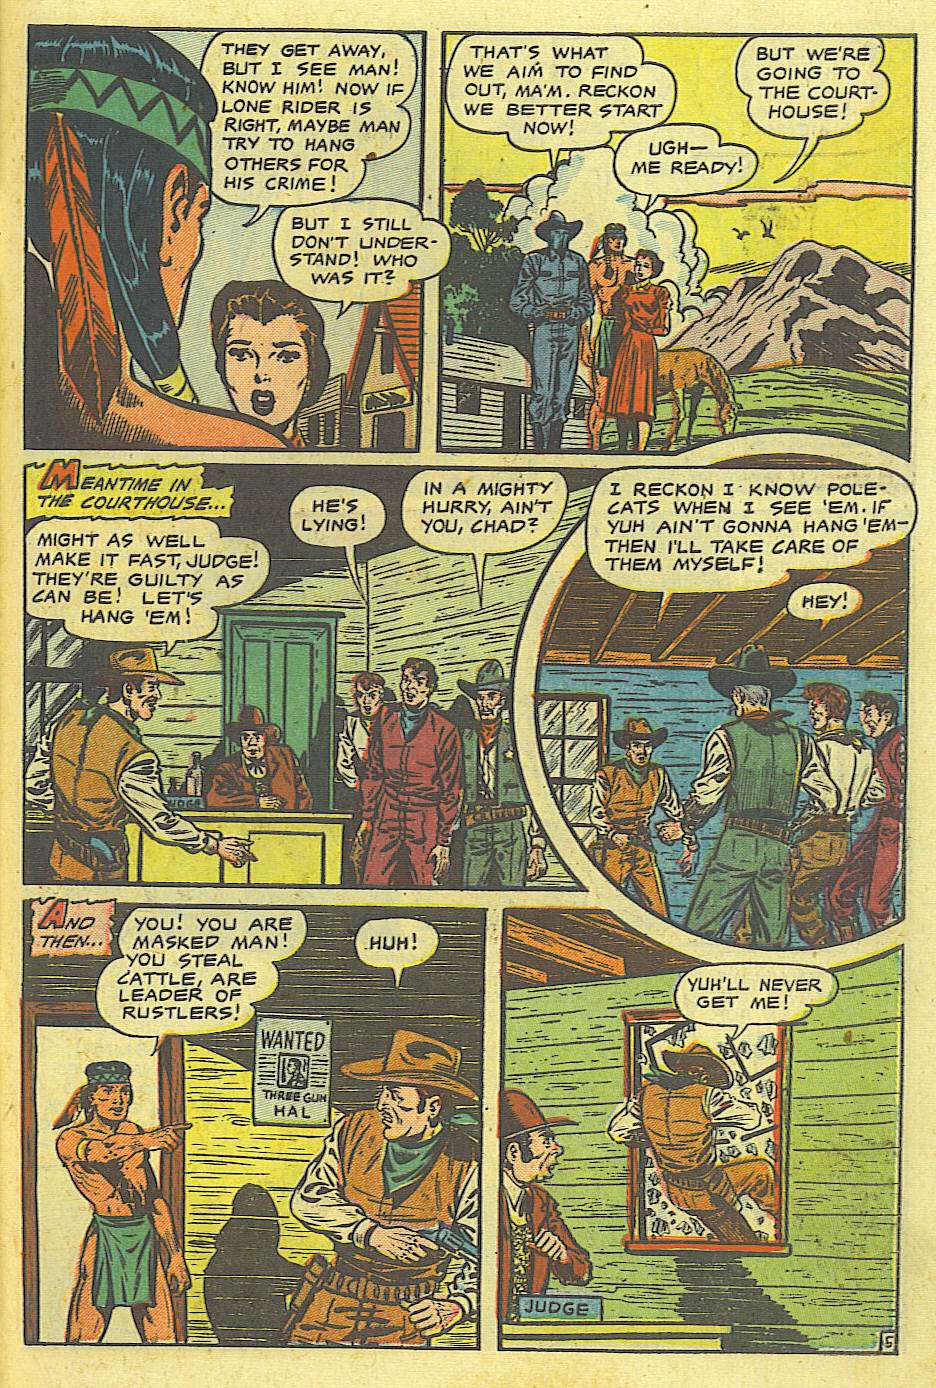 THEY GET AWAY,
BUT I SEE MAN!
KNOW HIM! NOW IF
LONE RIDER IS
RIGHT, MAYBE MAN
TRY TO HANG
OTHERS FOR
HIS CRIME!
BUT I STILL
DON'T UNDER-
STAND! WHO
WAS IT?
THAT'S WHAT
WE AIM TO FIND
OUT, MA'M. RECKON
WE BETTER START
NOW!
UGH—
ME READY!
BUT WE'RE
GOING TO
THE COURT-
HOUSE!
MEANTIME IN
THE COURTHOUSE...
MIGHT AS WELL
MAKE IT FAST, JUDGE!
THEY'RE GUILTY AS
CAN BE! LET'S
HANG 'EM!
HE'S
LYING!
IN A MIGHTY
HURRY, AIN'T
YOU, CHAD?
JUDGE
I RECKON I KNOW POLE-
CATS WHEN I SEE 'EM. IF
YUH AIN'T GONNA HANG 'EM—
THEN I'LL TAKE CARE OF
THEM MYSELF!
HEY!
AND
THEN...
YOU! YOU ARE
MASKED MAN!
YOU STEAL
CATTLE, ARE
LEADER OF
RUSTLERS!
HUH!
WANTED
THREE GUN
HAL
YUH'LL NEVER
GET ME!
JUDGE
5